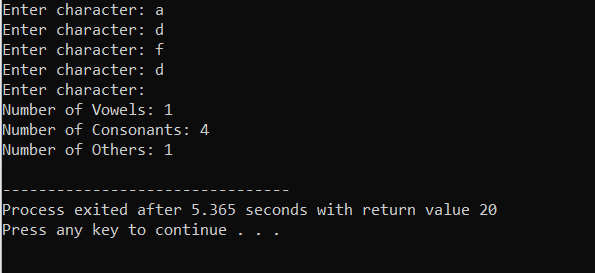 Enter character: a
Enter character: d
Enter character: f
Enter character: d
Enter character:
Number of Vowels: 1
Number of Consonants: 4
Number of Others: 1
--------------------------------
Process exited after 5.365 seconds with return value 20
Press any key to continue . . .